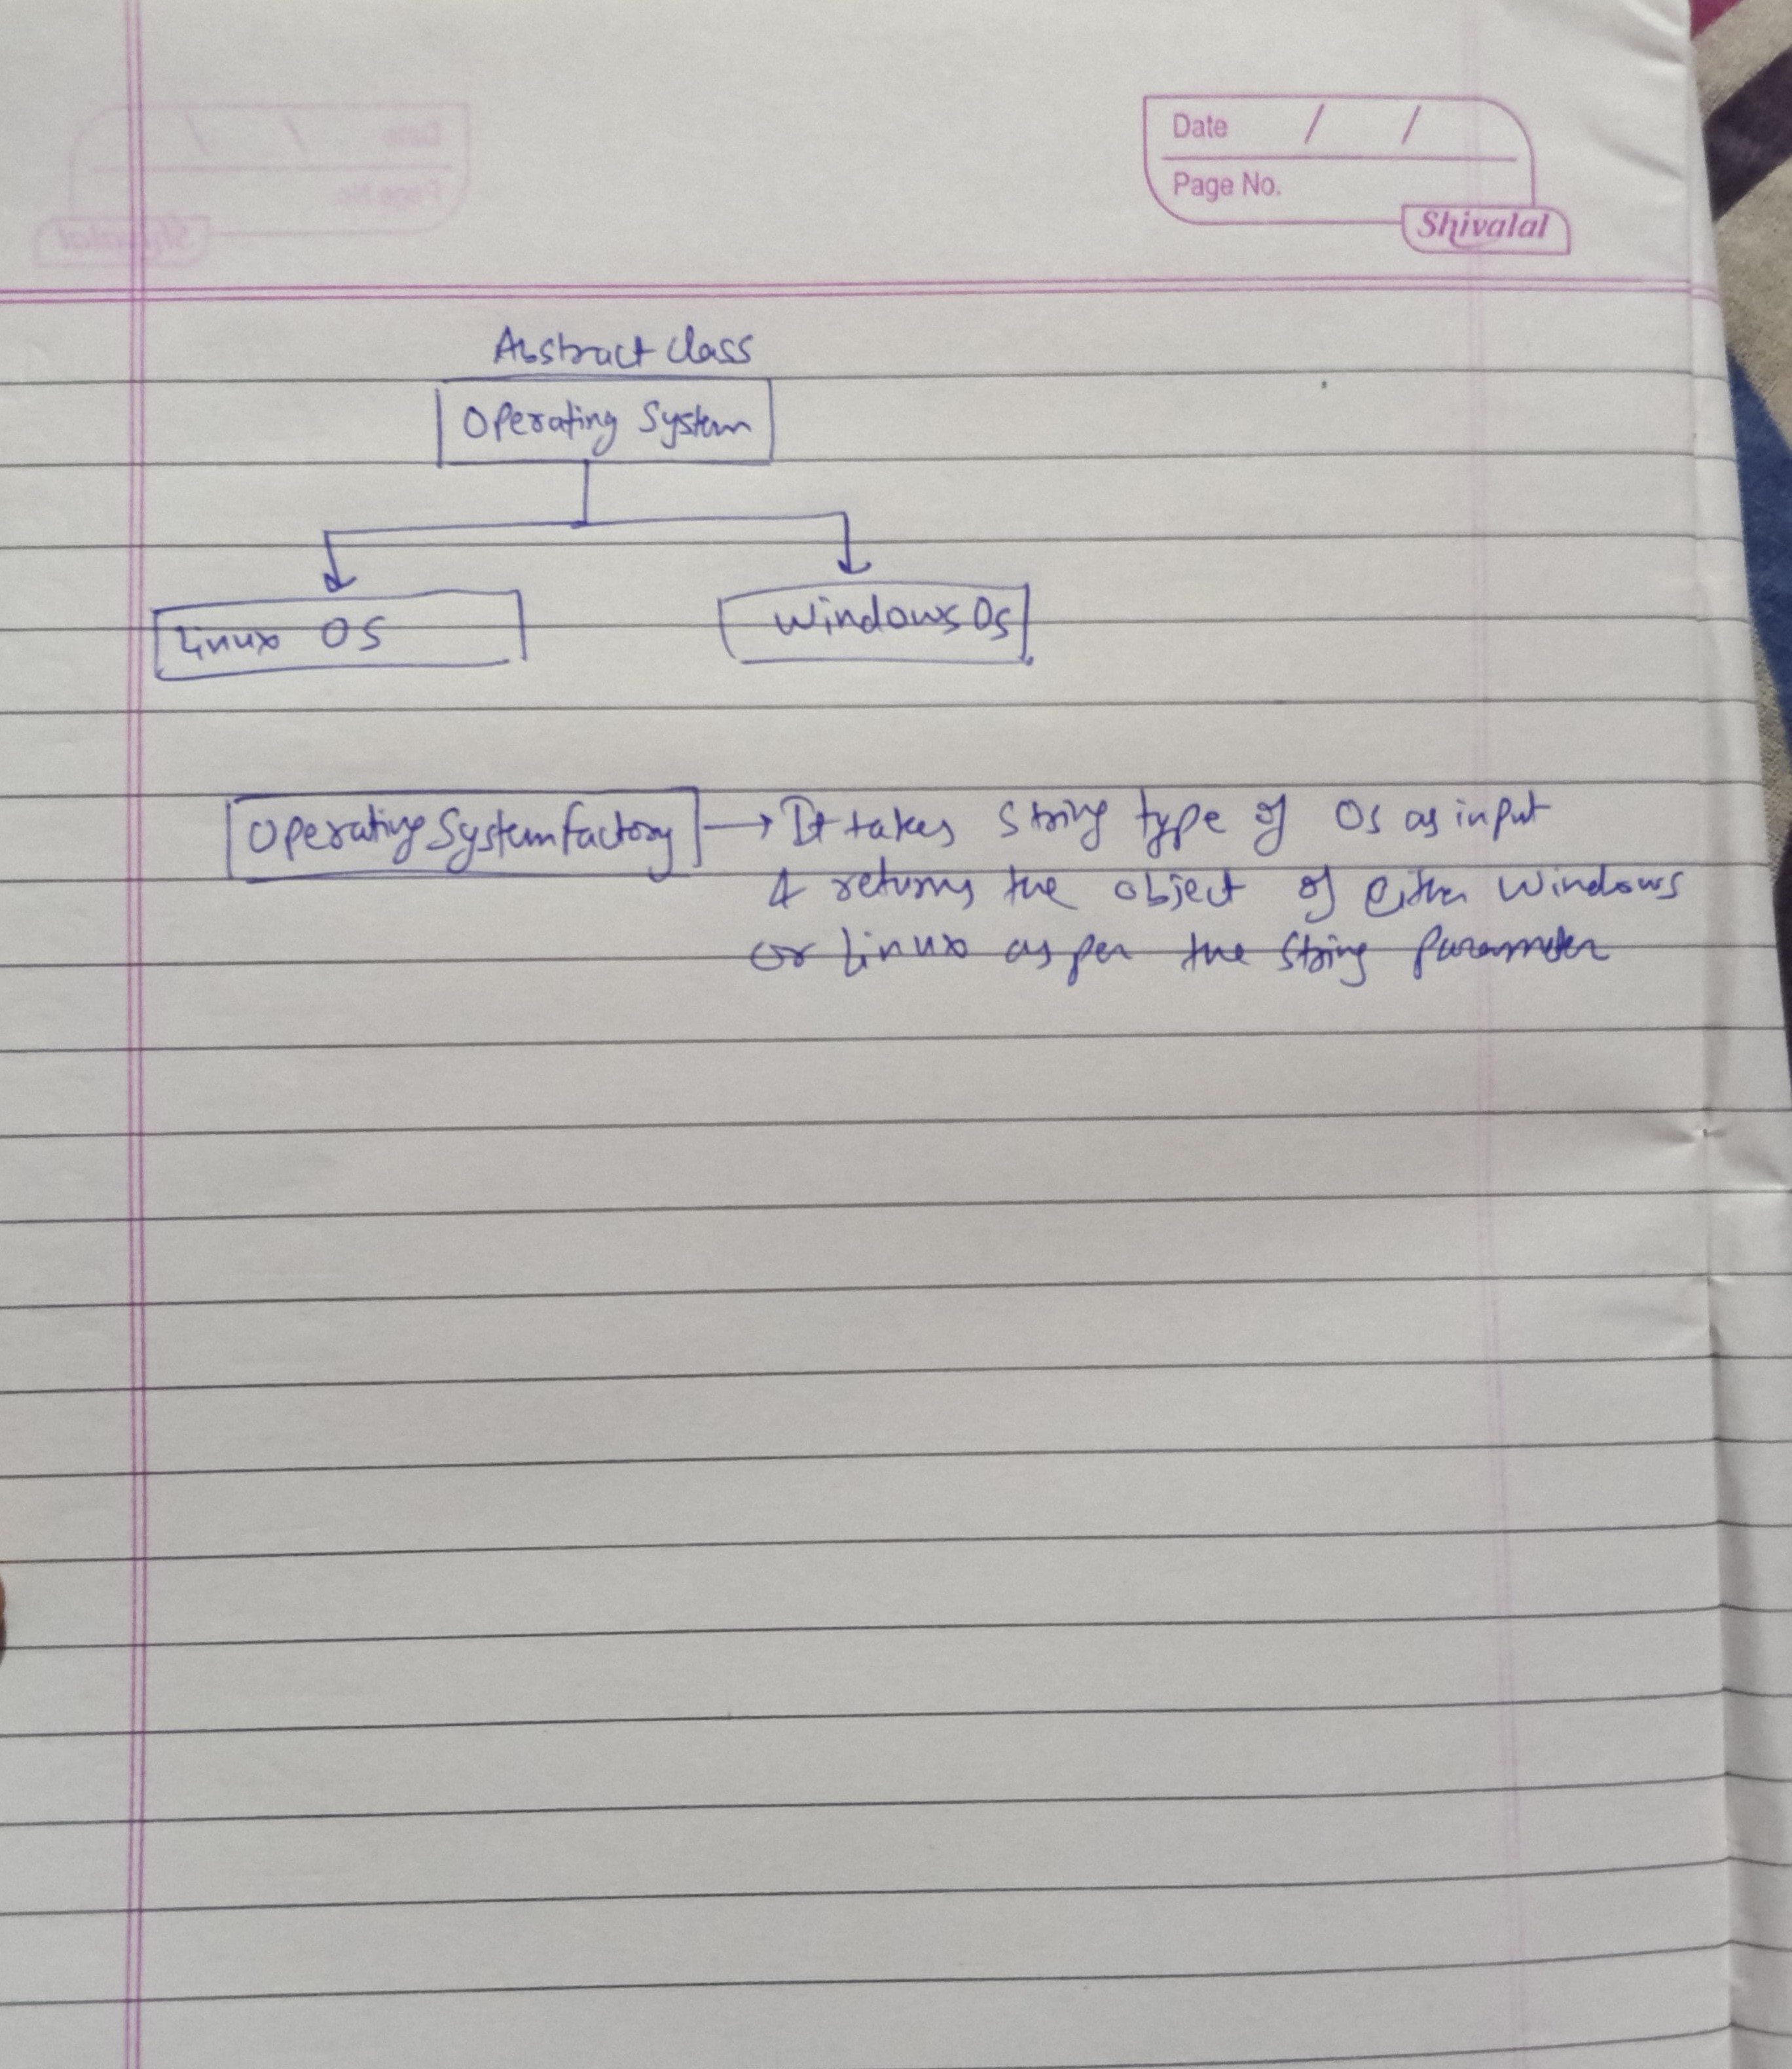 Date / /
Page No.
Shivalal
Abstract class
Operating System
Linux OS
Windows Os
OperatingSystemFactory → It takes String type of Os as input
& returns the object of either Windows
or Linux as per the String Parameter